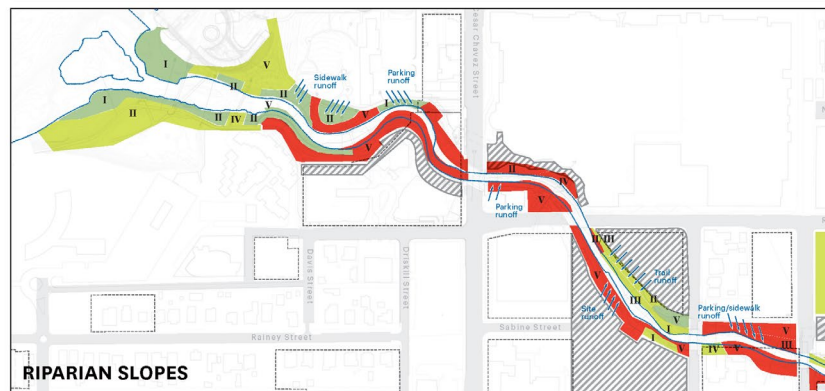 I
V
Sidewalk
runoff
Parking
runoff
II
II
I
V
II
I
II
V
II
IV
II
V
II
IV
V
Parking
runoff
II
III
V
Trail
runoff
III
II
V
Site
runoff
I
V
Parking/sidewalk
runoff
V
III
IV
V
Cesar Chavez Street
Davis Street
Driskill Street
Rainey Street
Sabine Street
RIPARIAN SLOPES